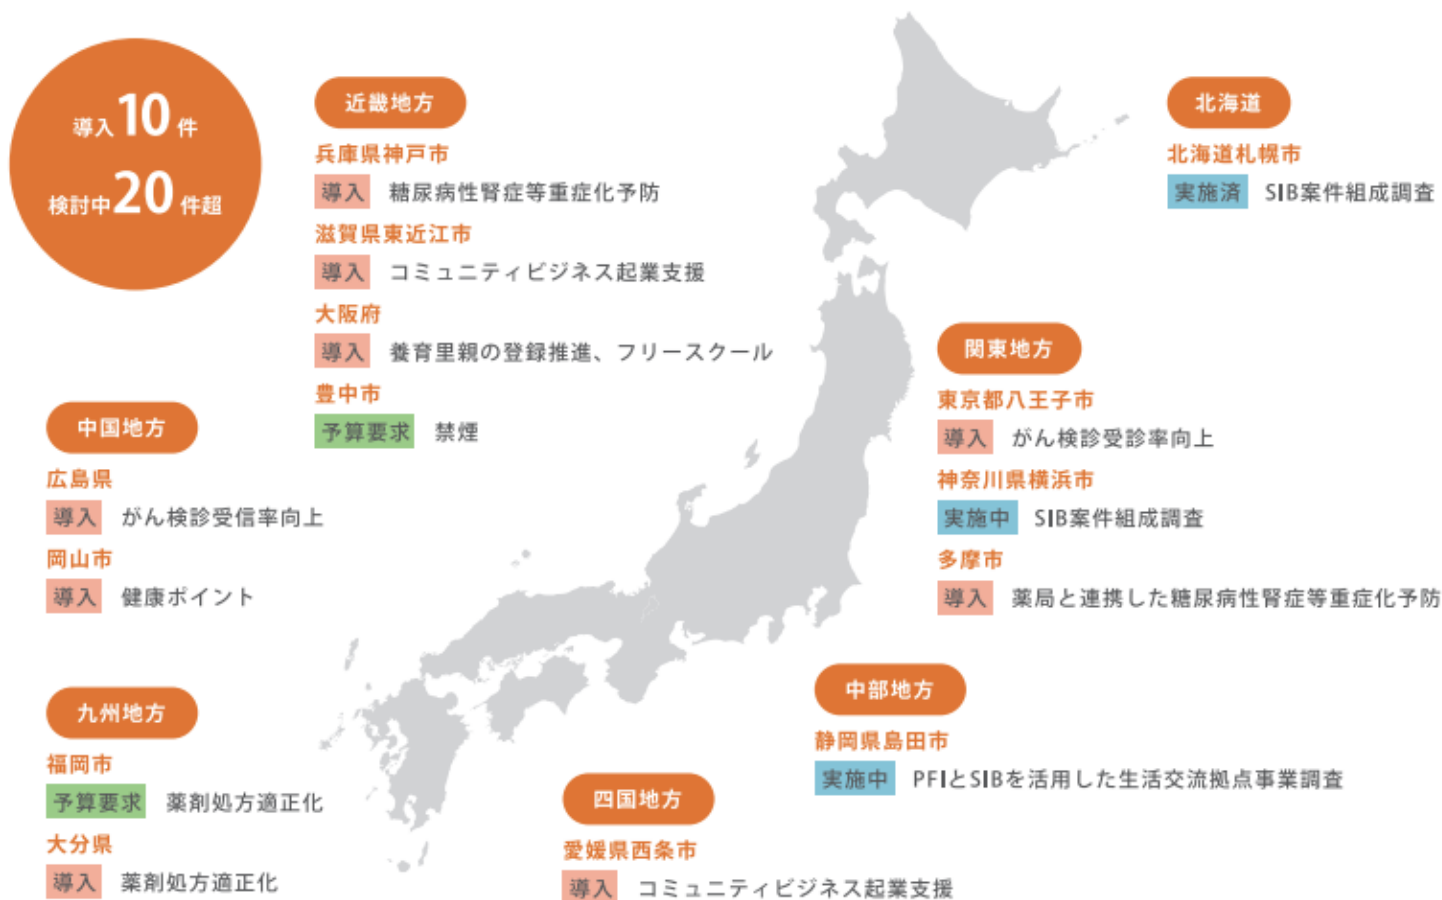 導入10件
検討中20件超
近畿地方
兵庫県神戸市
導入 糖尿病性腎症等重症化予防
滋賀県東近江市
導入 コミュニティビジネス起業支援
大阪府
導入 養育里親の登録推進、フリースクール
豊中市
予算要求 禁煙
北海道
北海道札幌市
実施済 SIB案件組成調査
関東地方
東京都八王子市
導入 がん検診受診率向上
神奈川県横浜市
実施中 SIB案件組成調査
多摩市
導入 薬局と連携した糖尿病性腎症等重症化予防
中国地方
広島県
導入 がん検診受信率向上
岡山市
導入 健康ポイント
中部地方
静岡県島田市
実施中 PFIとSIBを活用した生活交流拠点事業調査
九州地方
福岡市
予算要求 薬剤処方適正化
大分県
導入 薬剤処方適正化
四国地方
愛媛県西条市
導入 コミュニティビジネス起業支援